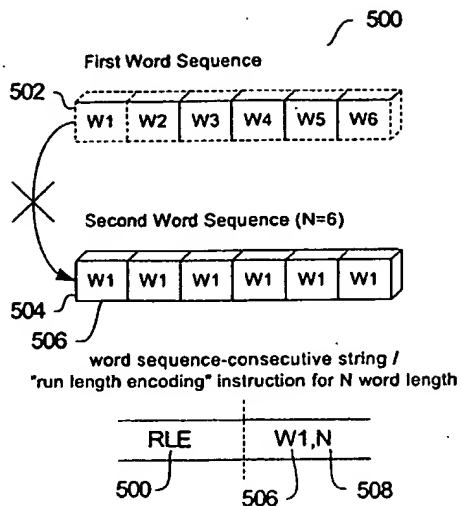 500
First Word Sequence
502
W1 W2 W3 W4 W5 W6
Second Word Sequence (N=6)
W1 W1 W1 W1 W1 W1
504
506
word sequence-consecutive string /
"run length encoding" instruction for N word length
RLE W1,N
500 506 508